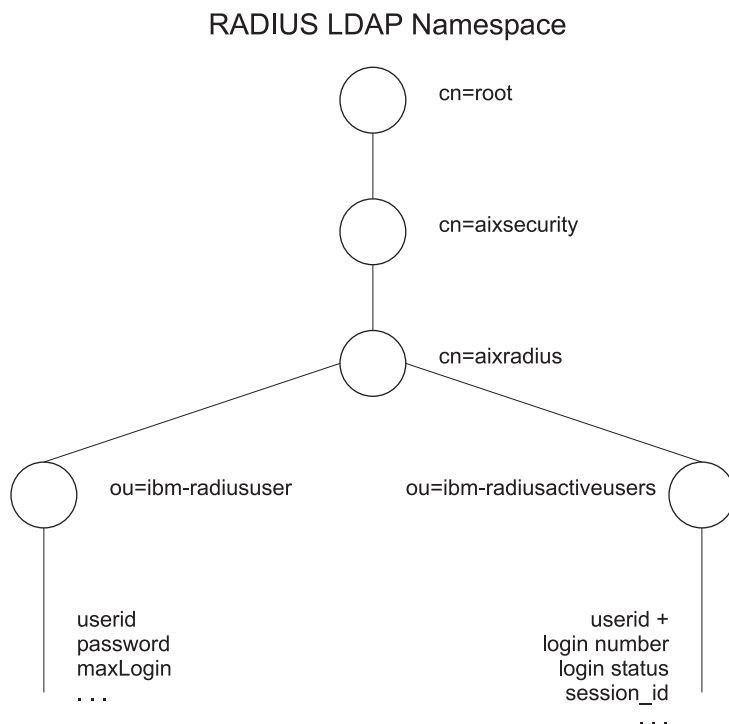 RADIUS LDAP Namespace
cn=root
cn=aixsecurity
cn=aixradius
ou=ibm-radiususer
ou=ibm-radiusactiveusers
userid
password
maxLogin
. . .
userid +
login number
login status
session_id
. . .